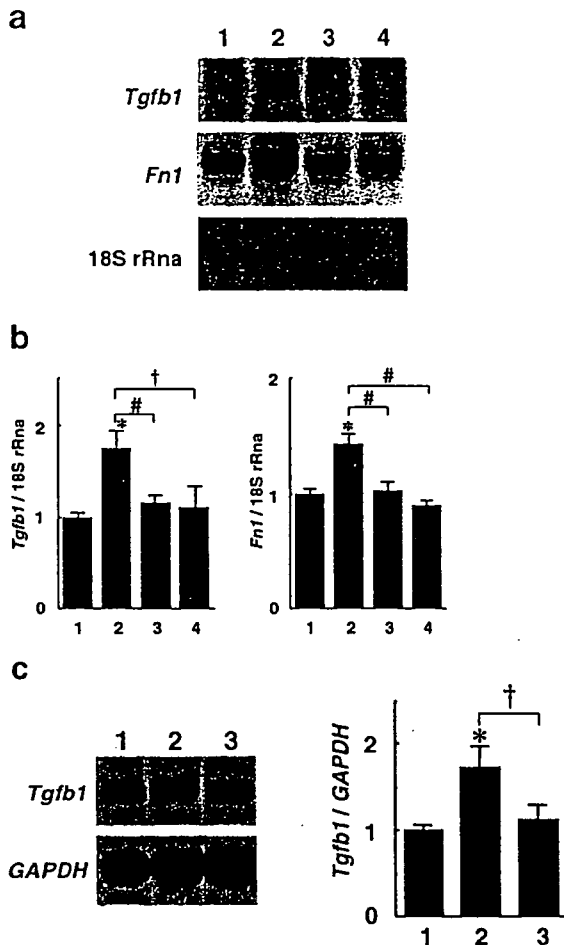 a
1 2 3 4
Tgfb1
Fn1
18S rRna
b
Tgfb1 / 18S rRna
2
1
0
†
#
*
1 2 3 4
Fn1 / 18S rRna
2
1
0
#
#
*
1 2 3 4
c
1 2 3
Tgfb1
GAPDH
Tgfb1 / GAPDH
2
1
0
†
*
1 2 3